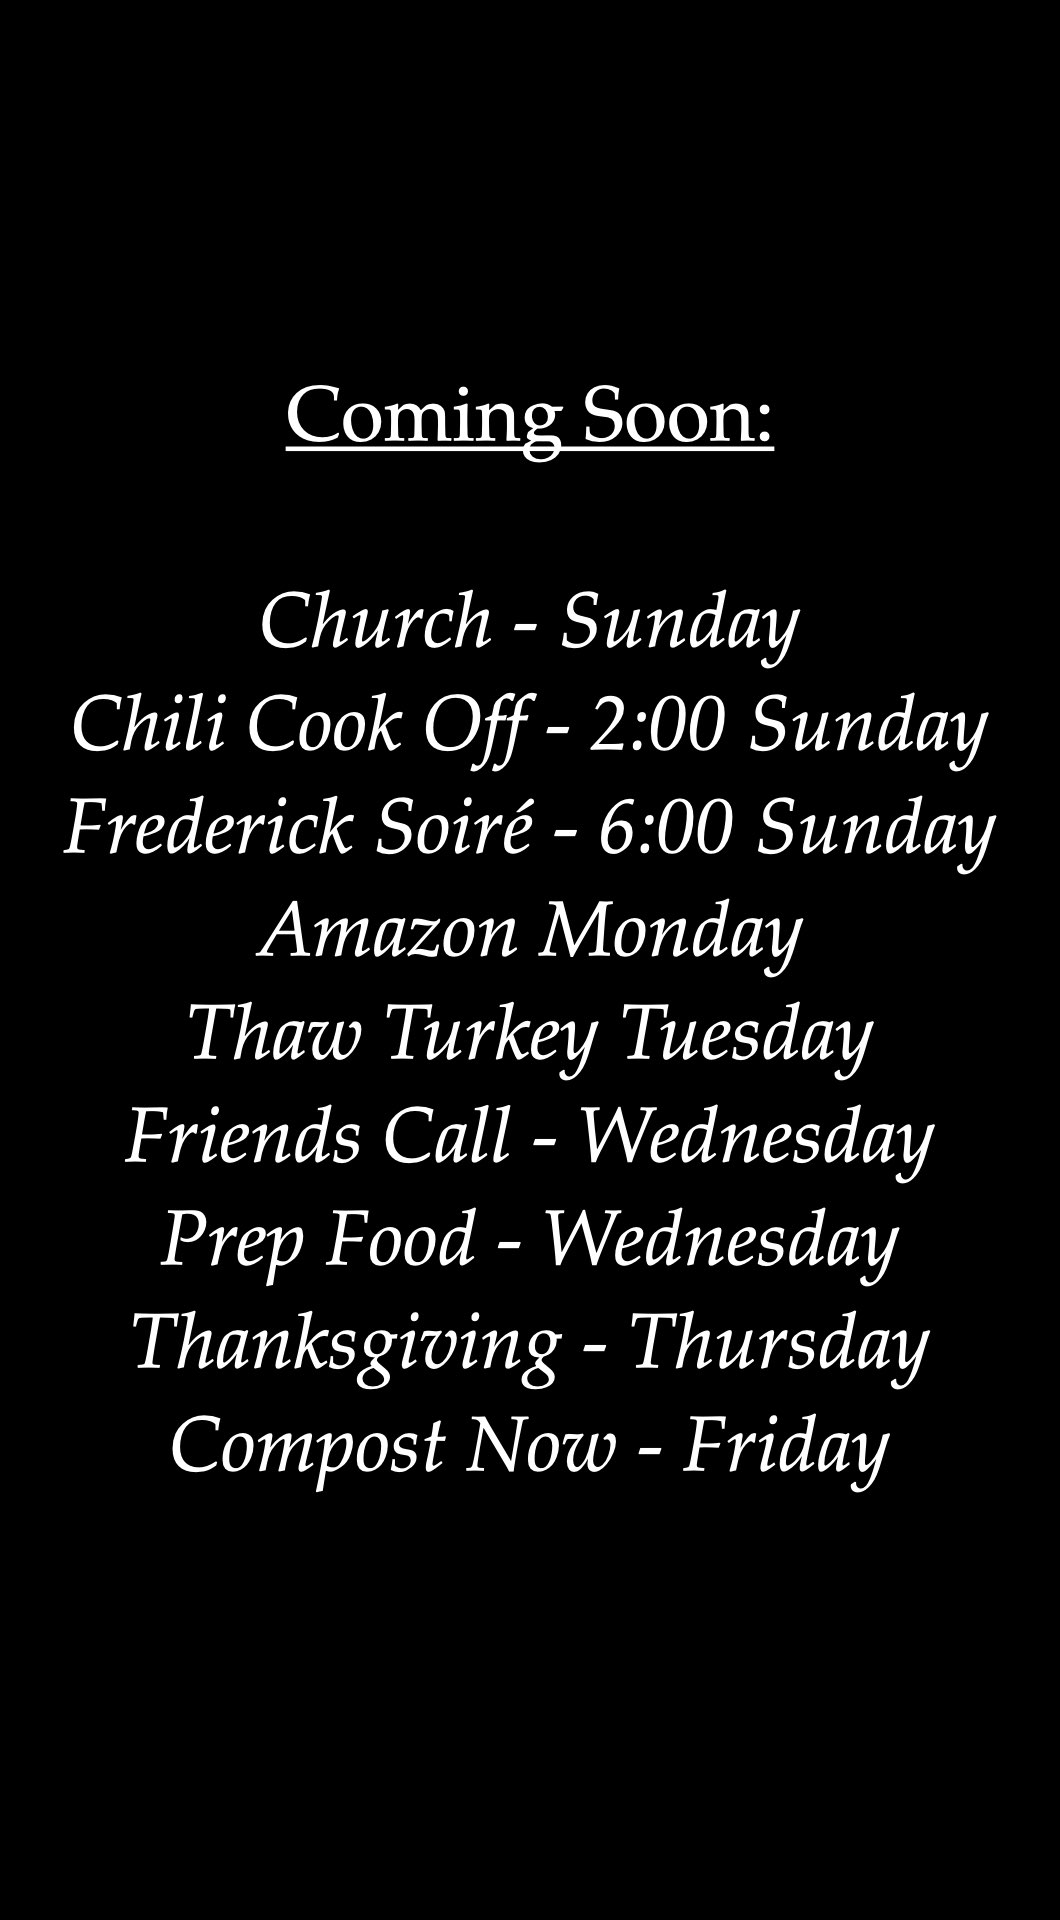 Coming Soon:
Church - Sunday
Chili Cook Off - 2:00 Sunday
Frederick Soiré - 6:00 Sunday
Amazon Monday
Thaw Turkey Tuesday
Friends Call - Wednesday
Prep Food - Wednesday
Thanksgiving - Thursday
Compost Now - Friday